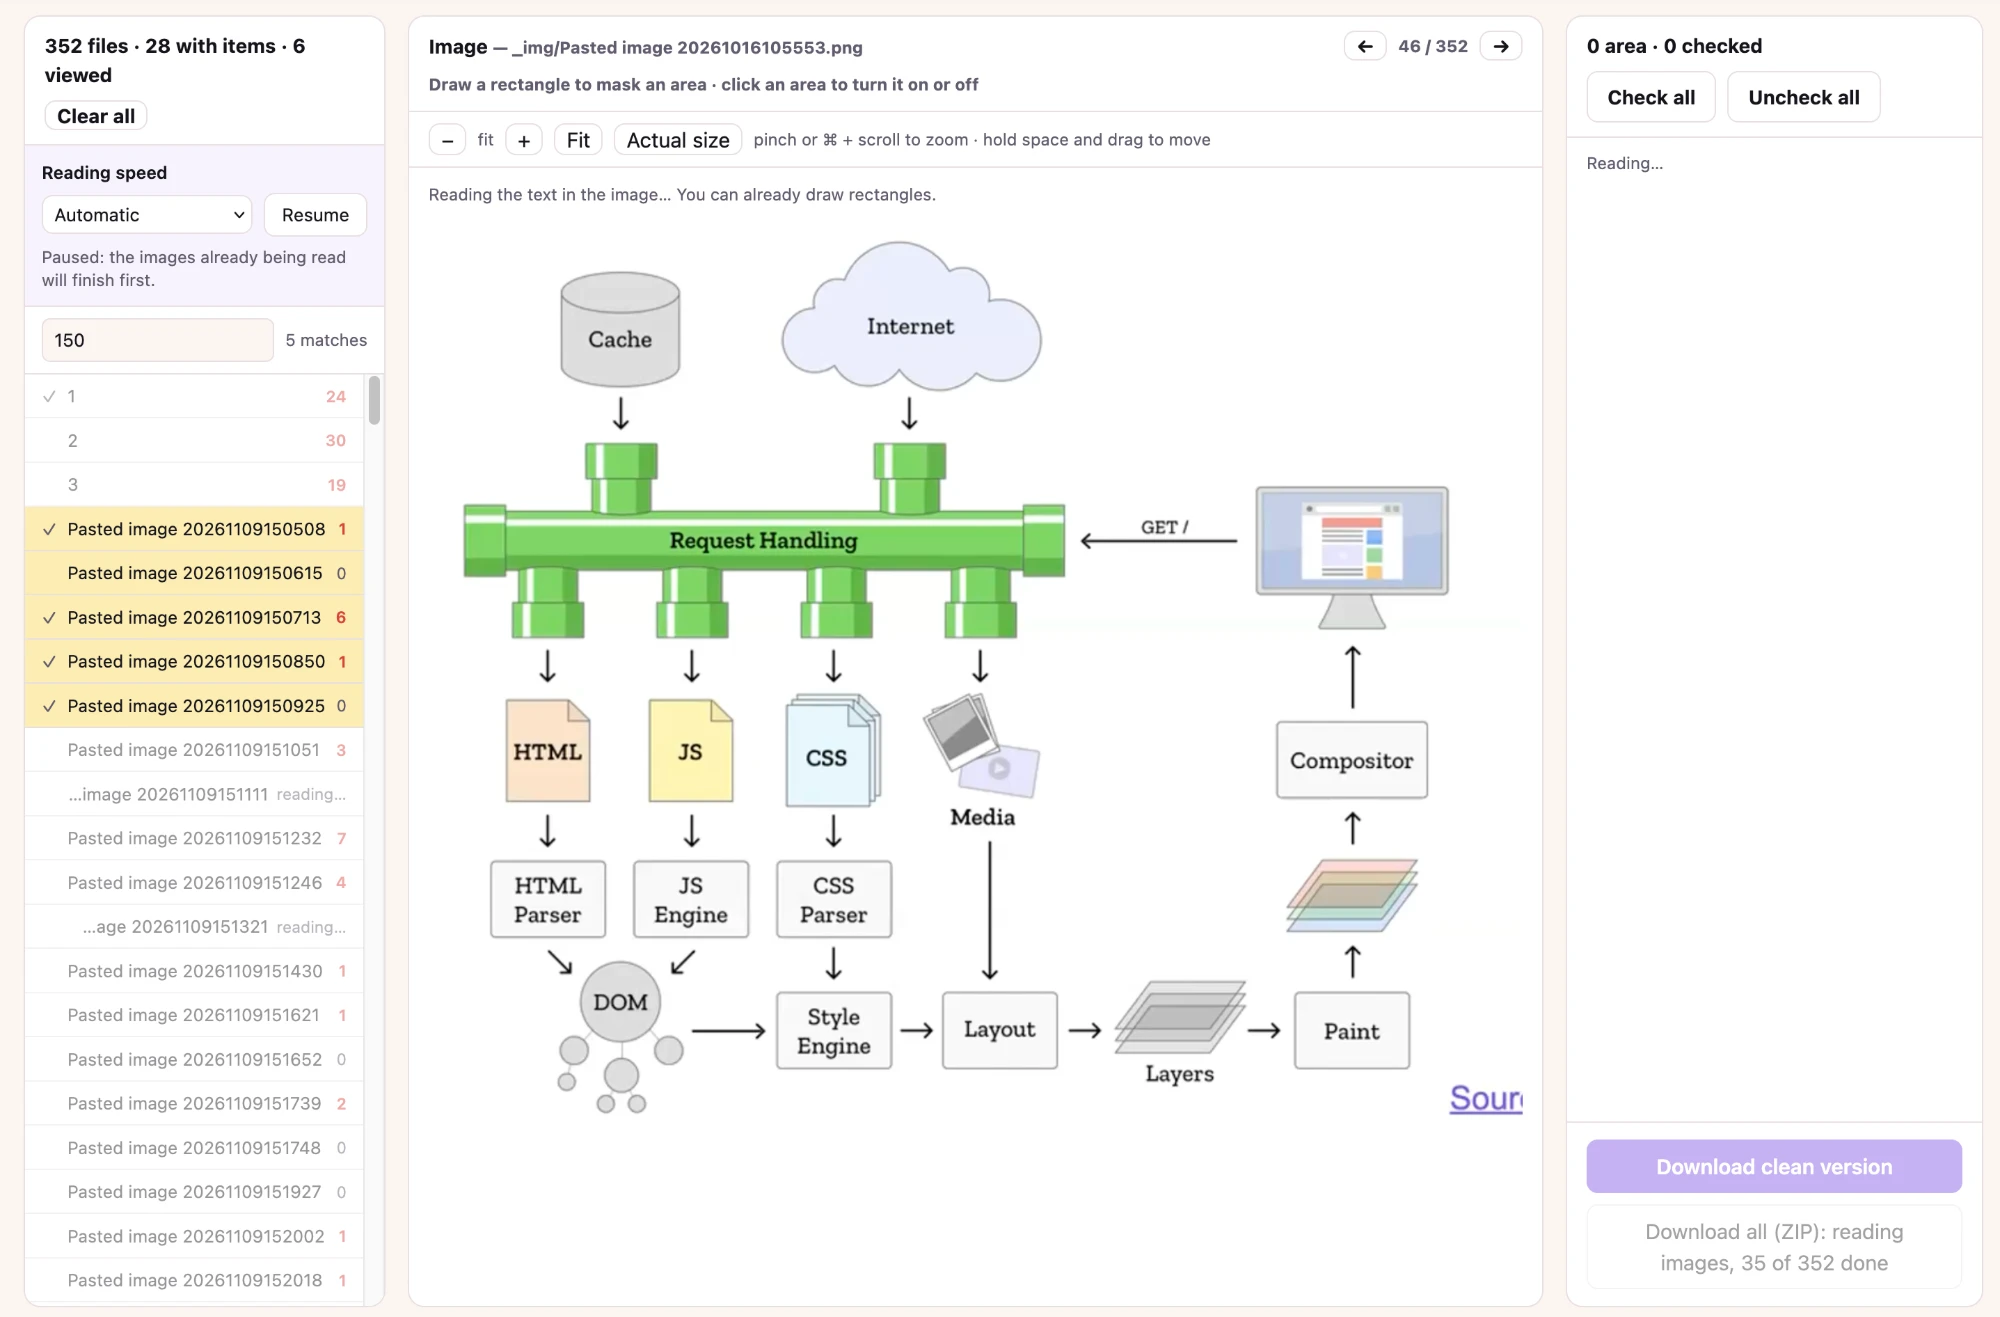 352 files · 28 with items · 6
viewed
Clear all
Reading speed
Automatic
Resume
Paused: the images already being read
will finish first.
150
5 matches
1 24
2 30
3 19
Pasted image 20261109150508 1
Pasted image 20261109150615 0
Pasted image 20261109150713 6
Pasted image 20261109150850 1
Pasted image 20261109150925 0
Pasted image 20261109151051 3
...image 20261109151111 reading...
Pasted image 20261109151232 7
Pasted image 20261109151246 4
...age 20261109151321 reading...
Pasted image 20261109151430 1
Pasted image 20261109151621 1
Pasted image 20261109151652 0
Pasted image 20261109151739 2
Pasted image 20261109151748 0
Pasted image 20261109151927 0
Pasted image 20261109152002 1
Pasted image 20261109152018 1
Image — _img/Pasted image 20261016105553.png
← 46 / 352 →
Draw a rectangle to mask an area · click an area to turn it on or off
− fit + Fit Actual size pinch or ⌘ + scroll to zoom · hold space and drag to move
Reading the text in the image... You can already draw rectangles.
Cache
Internet
Request Handling
GET /
HTML
JS
CSS
Media
Compositor
HTML
Parser
JS
Engine
CSS
Parser
DOM
Style
Engine
Layout
Layers
Paint
Sour
0 area · 0 checked
Check all
Uncheck all
Reading...
Download clean version
Download all (ZIP): reading
images, 35 of 352 done